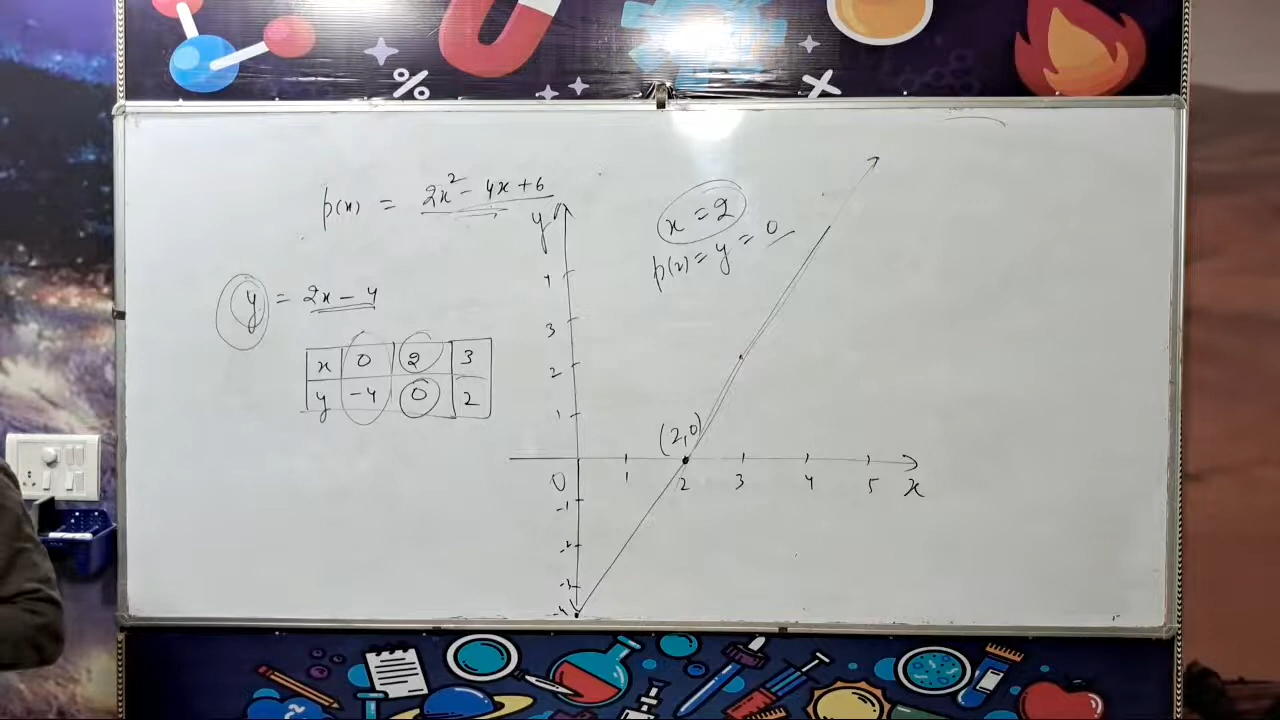 p(x) = 2x² - 4x + 6
x = 2
p(2) = y = 0
y = 2x - 4
x 0 2 3
y -4 0 2
y
4
3
2
1
(2,0)
0 1 2 3 4 5 x
-1
-2
-3
-4
%